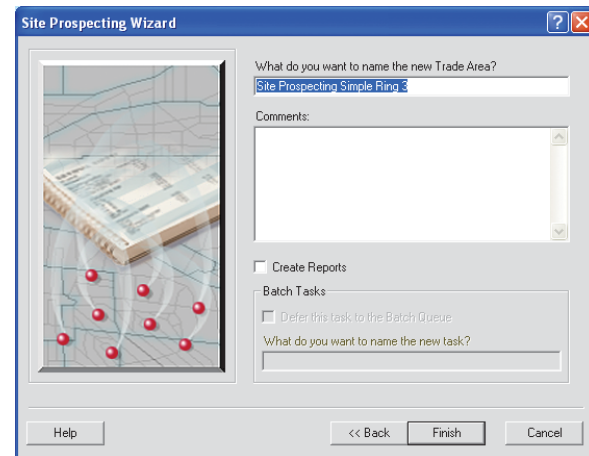 Site Prospecting Wizard
What do you want to name the new Trade Area?
Site Prospecting Simple Ring 3
Comments:
Create Reports
Batch Tasks
Defer this task to the Batch Queue
What do you want to name the new task?
Help
<< Back
Finish
Cancel